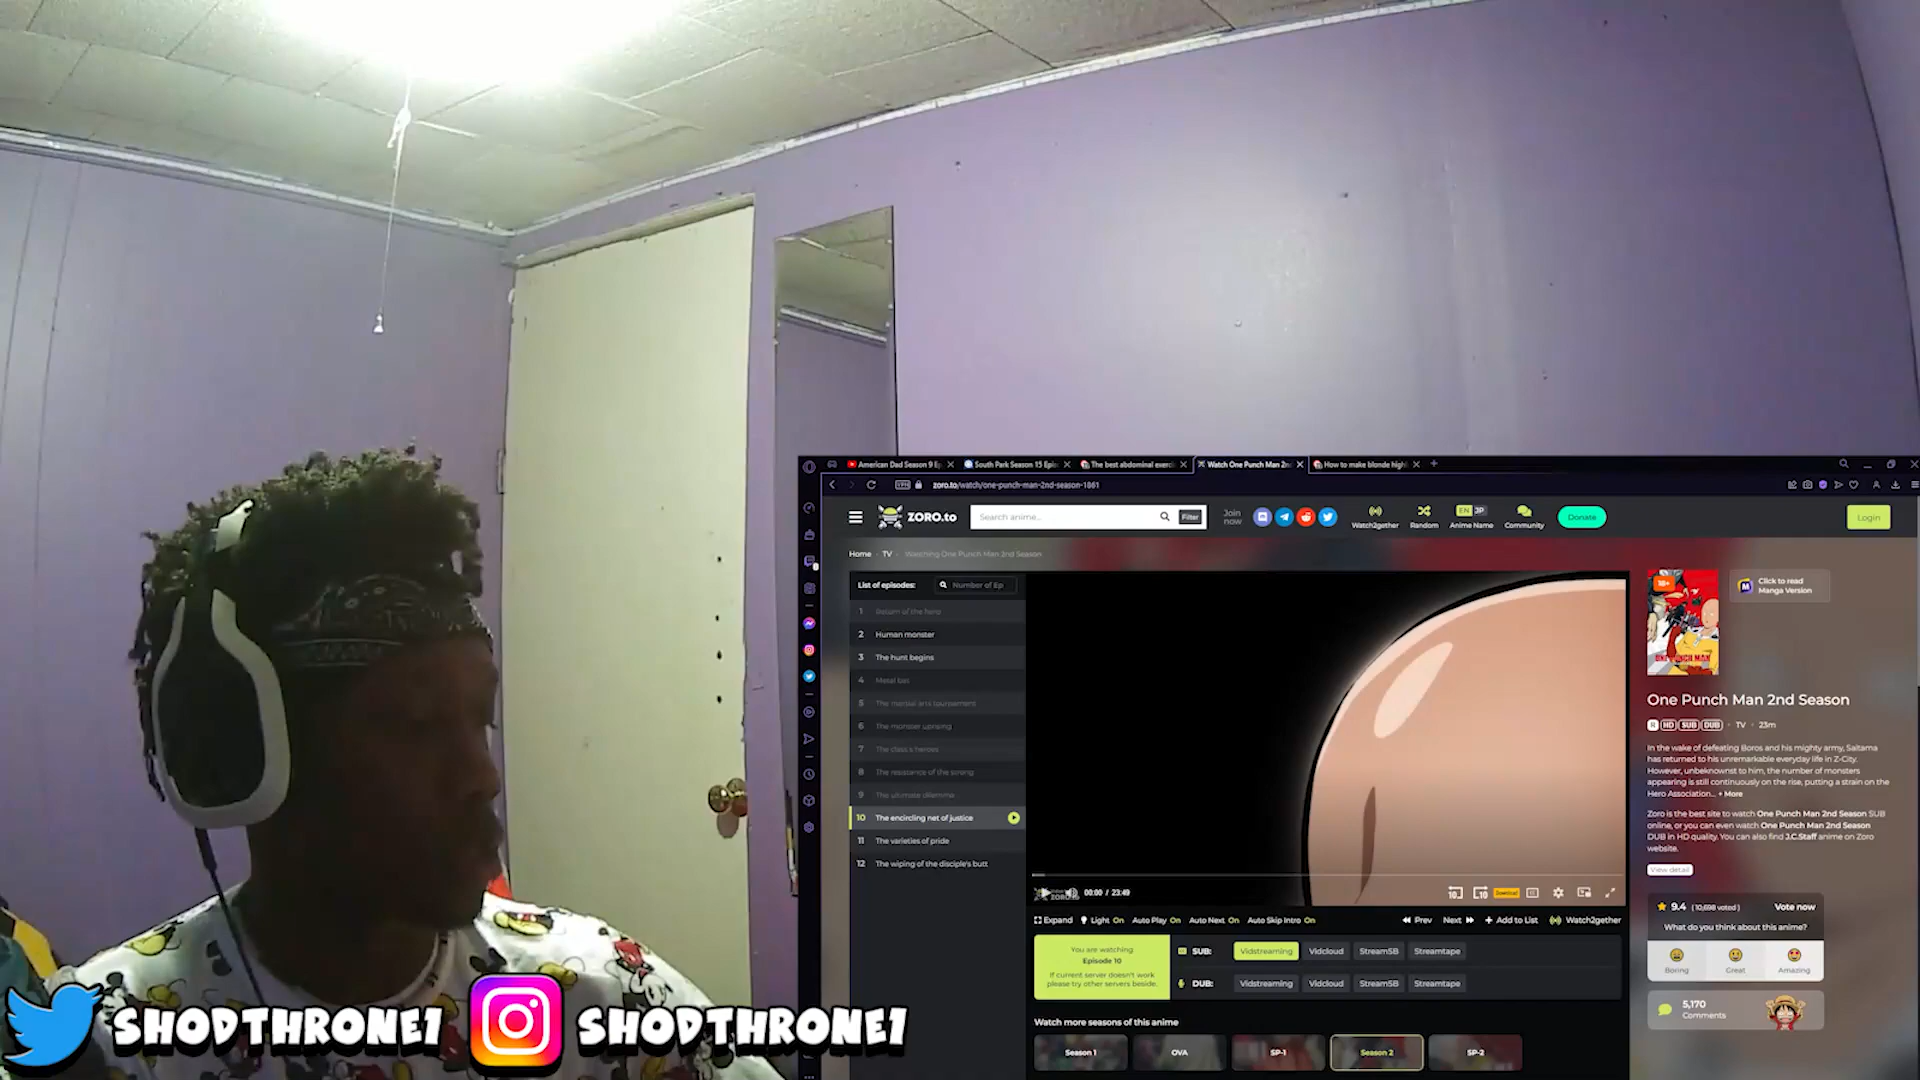 American Dad Season 9 Ep
South Park Season 15 Epi
The best abdominal exerc
Watch One Punch Man 2n
How to make blonde high
VPN
zoro.to/watch/one-punch-man-2nd-season-1861
ZORO.to
Search anime...
Filter
Join now
Watch2gether
Random
EN JP
Anime Name
Community
Donate
Login
Home
TV
Watching One Punch Man 2nd Season
List of episodes:
Number of Ep
1 Return of the hero
2 Human monster
3 The hunt begins
4 Metal bat
5 The martial arts tournament
6 The monster uprising
7 The class's heroes
8 The resistance of the strong
9 The ultimate dilemma
10 The encircling net of justice
11 The varieties of pride
12 The wiping of the disciple's butt
00:00 / 23:49
Expand
Light On
Auto Play On
Auto Next On
Auto Skip Intro On
Prev
Next
Add to List
Watch2gether
You are watching
Episode 10
If current server doesn't work
please try other servers beside.
SUB:
Vidstreaming
Vidcloud
StreamSB
Streamtape
DUB:
Vidstreaming
Vidcloud
StreamSB
Streamtape
Watch more seasons of this anime
Season 1
OVA
SP-1
Season 2
SP-2
18+
ONE PUNCH MAN
Click to read
Manga Version
One Punch Man 2nd Season
R HD SUB DUB TV 23m
In the wake of defeating Boros and his mighty army, Saitama
has returned to his unremarkable everyday life in Z-City.
However, unbeknownst to him, the number of monsters
appearing is still continuously on the rise, putting a strain on the
Hero Association... + More
Zoro is the best site to watch One Punch Man 2nd Season SUB
online, or you can even watch One Punch Man 2nd Season
DUB in HD quality. You can also find J.C.Staff anime on Zoro
website.
View detail
9.4 (10,698 voted)
Vote now
What do you think about this anime?
Boring
Great
Amazing
5,170
Comments
SHODTHRONE1
SHODTHRONE1